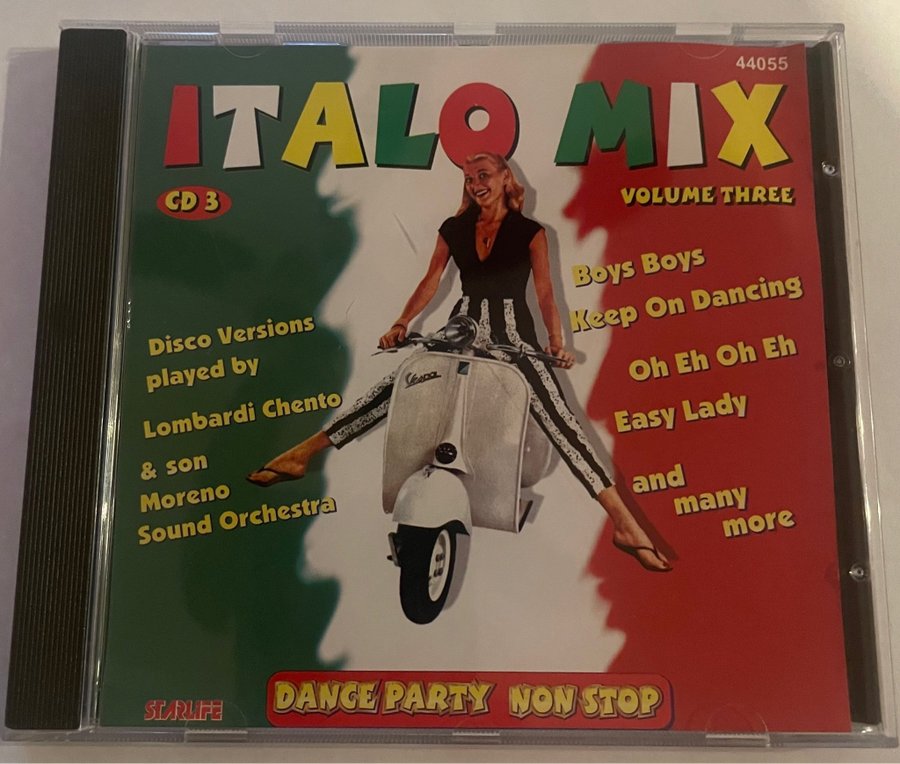 44055
ITALO MIX
CD 3
VOLUME THREE
Disco Versions
played by
Lombardi Chento
& son
Moreno
Sound Orchestra
Vespa
Boys Boys
Keep On Dancing
Oh Eh Oh Eh
Easy Lady
and
many
more
STARLIFE
DANCE PARTY NON STOP